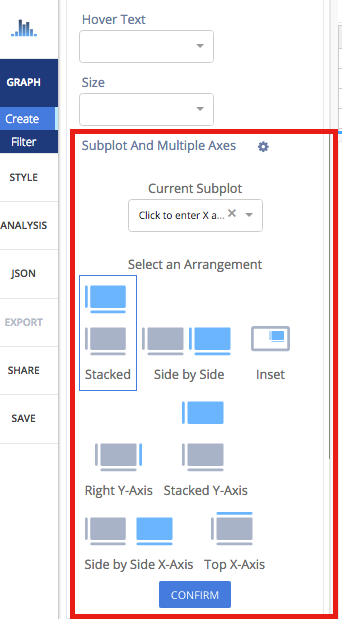 Hover Text
GRAPH
Size
Create
Filter
Subplot And Multiple Axes
STYLE
Current Subplot
Click to enter X a...
ANALYSIS
Select an Arrangement
JSON
EXPORT
SHARE
Stacked Side by Side Inset
SAVE
Right Y-Axis Stacked Y-Axis
Side by Side X-Axis Top X-Axis
CONFIRM